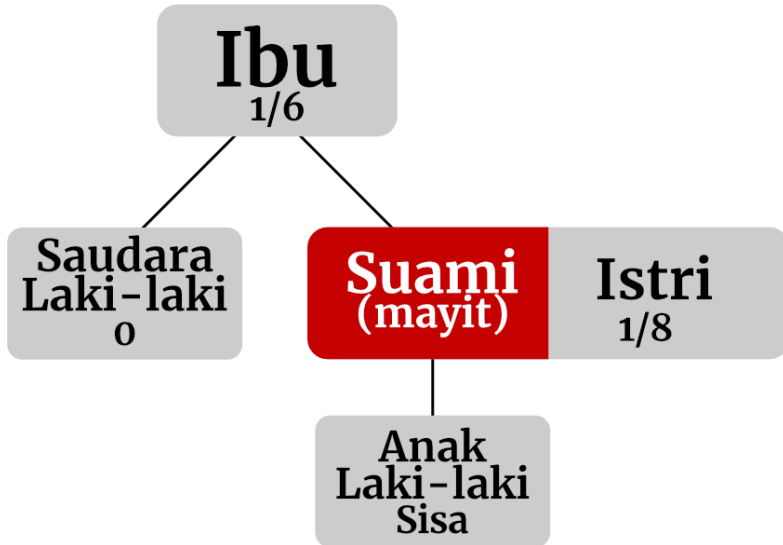 Ibu
1/6
Saudara
Laki-laki
0
Suami
(mayit)
Istri
1/8
Anak
Laki-laki
Sisa